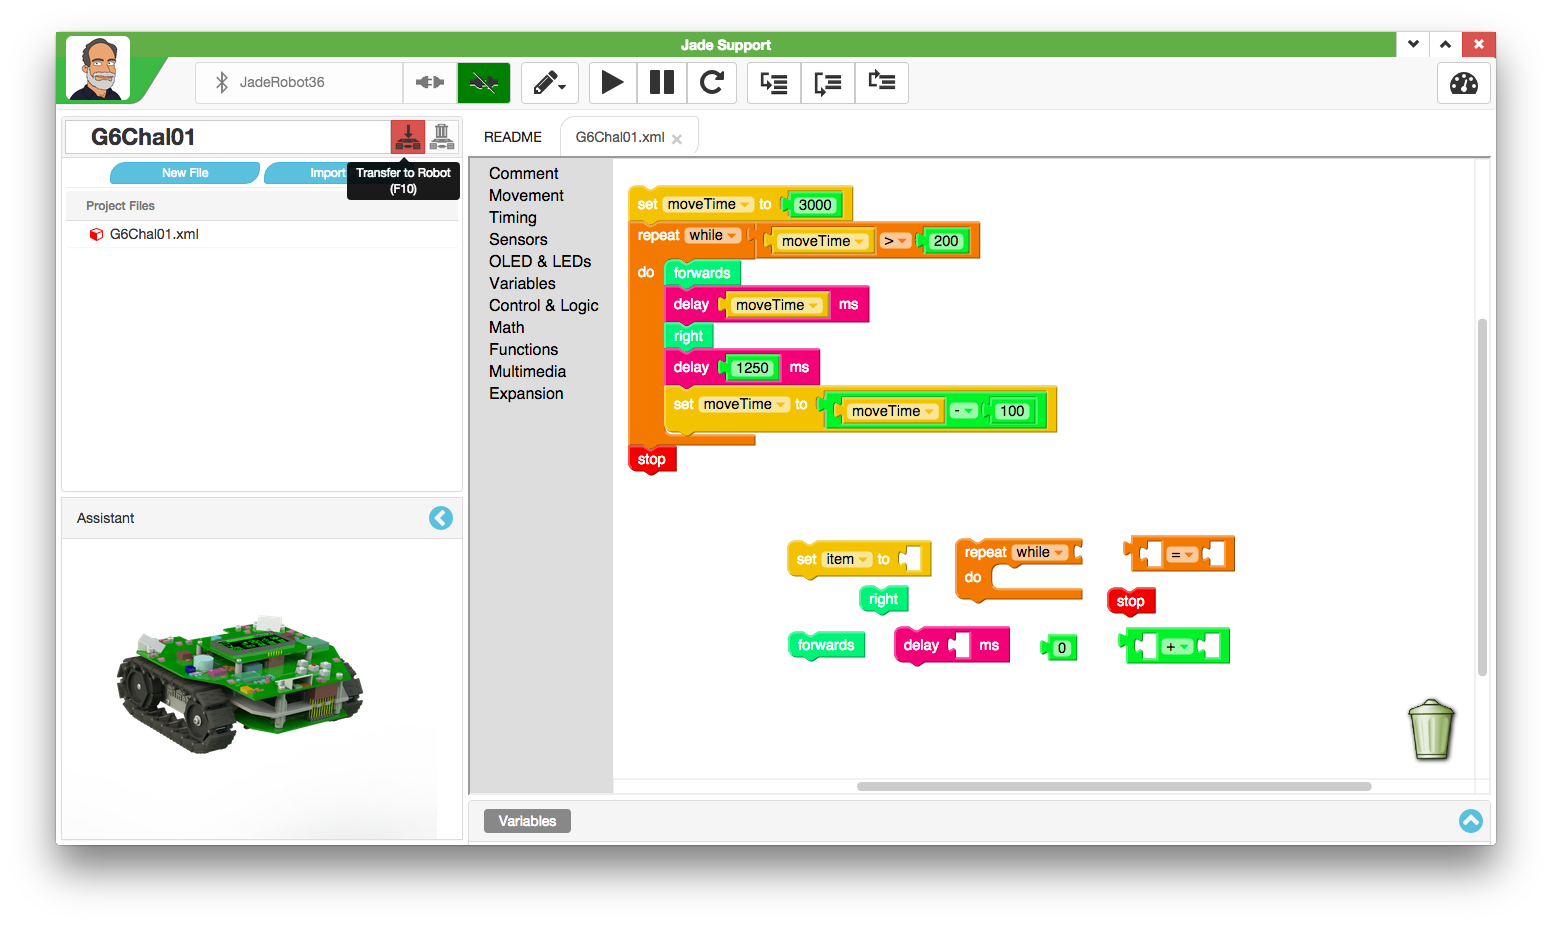 Jade Support
JadeRobot36
G6Chal01
New File
Import
Transfer to Robot
(F10)
Project Files
G6Chal01.xml
Assistant
README
G6Chal01.xml
Comment
Movement
Timing
Sensors
OLED & LEDs
Variables
Control & Logic
Math
Functions
Multimedia
Expansion
set moveTime to 3000
repeat while moveTime > 200
do forwards
delay moveTime ms
right
delay 1250 ms
set moveTime to moveTime - 100
stop
set item to
repeat while
do
=
right
stop
forwards
delay ms
0
+
Variables